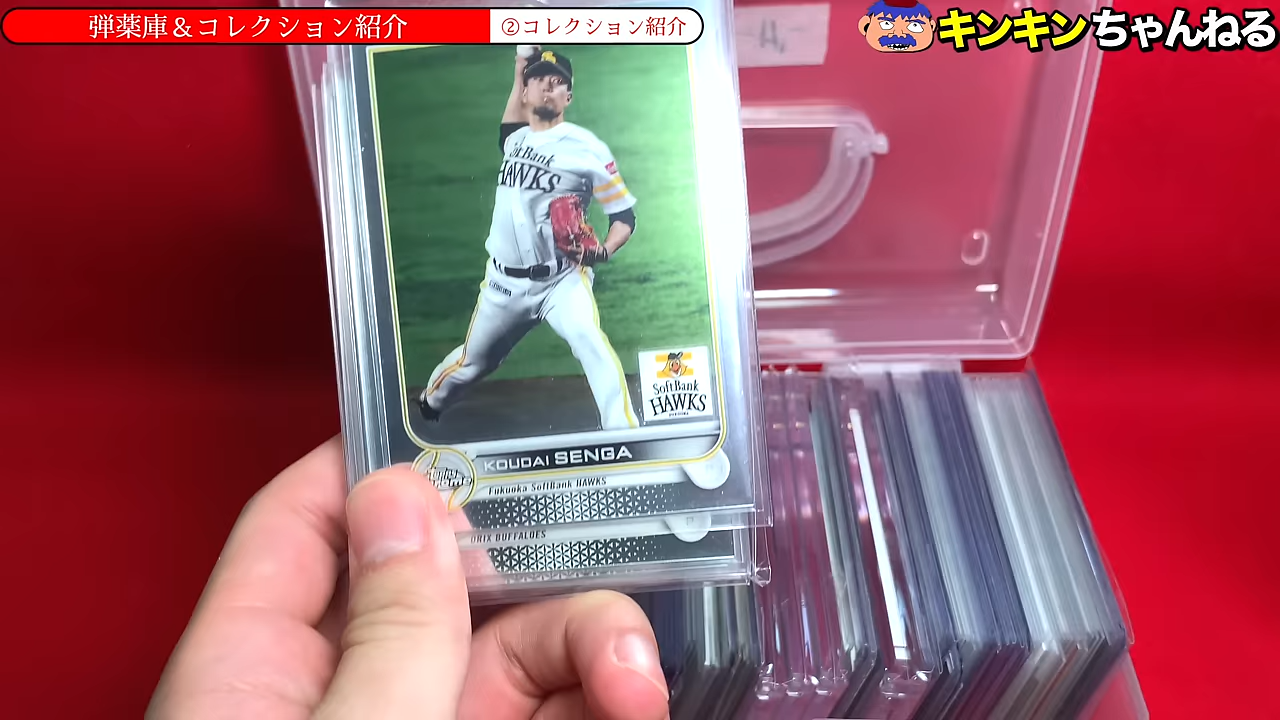 弾薬庫&コレクション紹介
②コレクション紹介
キンキンちゃんねる
SoftBank
HAWKS
SoftBank
HAWKS
KOUDAI SENGA
Fukuoka SoftBank HAWKS
ORIX BUFFALOES